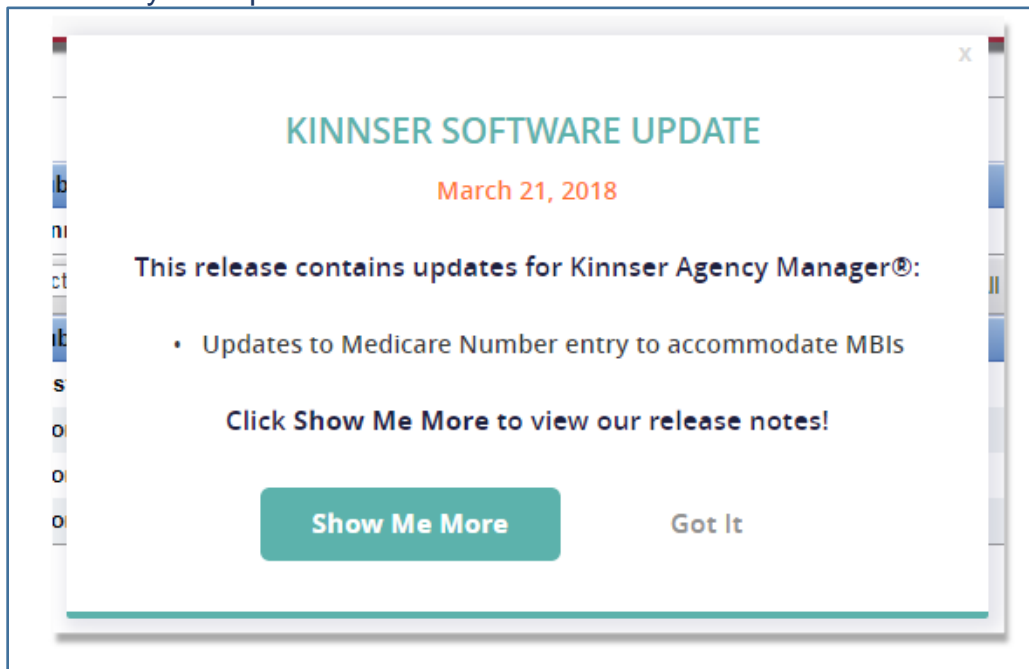 x
KINNSER SOFTWARE UPDATE
March 21, 2018
This release contains updates for Kinnser Agency Manager®:
• Updates to Medicare Number entry to accommodate MBIs
Click Show Me More to view our release notes!
Show Me More
Got It